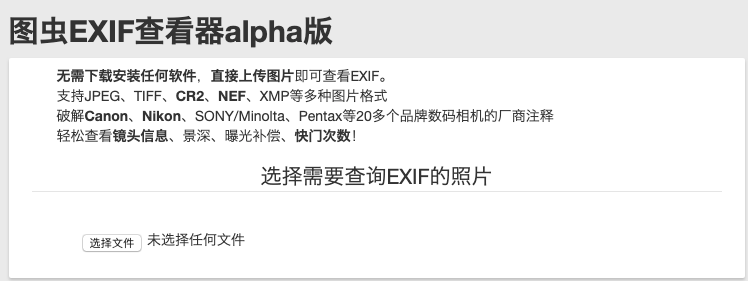 图虫EXIF查看器alpha版
无需下载安装任何软件，直接上传图片即可查看EXIF。
支持JPEG、TIFF、CR2、NEF、XMP等多种图片格式
破解Canon、Nikon、SONY/Minolta、Pentax等20多个品牌数码相机的厂商注释
轻松查看镜头信息、景深、曝光补偿、快门次数！
选择需要查询EXIF的照片
选择文件 未选择任何文件